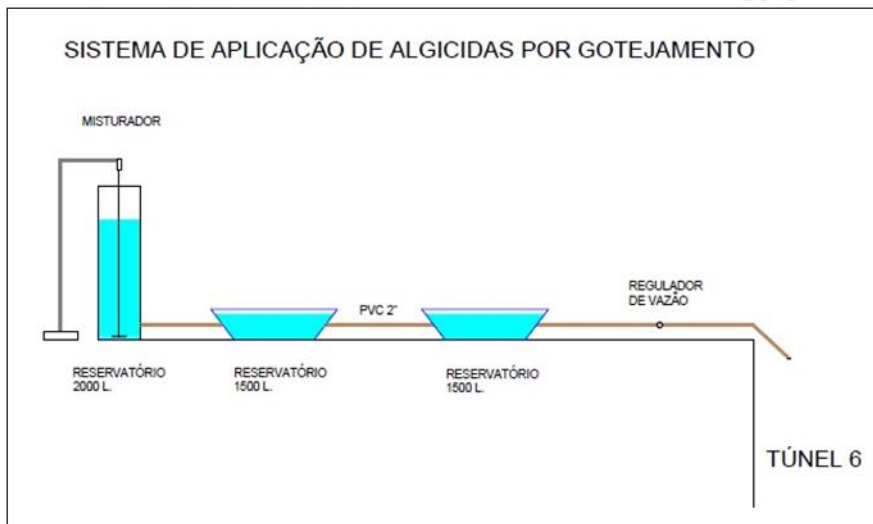 SISTEMA DE APLICAÇÃO DE ALGICIDAS POR GOTEJAMENTO
MISTURADOR
REGULADOR
DE VAZÃO
PVC 2"
RESERVATÓRIO
2000 L.
RESERVATÓRIO
1500 L.
RESERVATÓRIO
1500 L.
TÚNEL 6